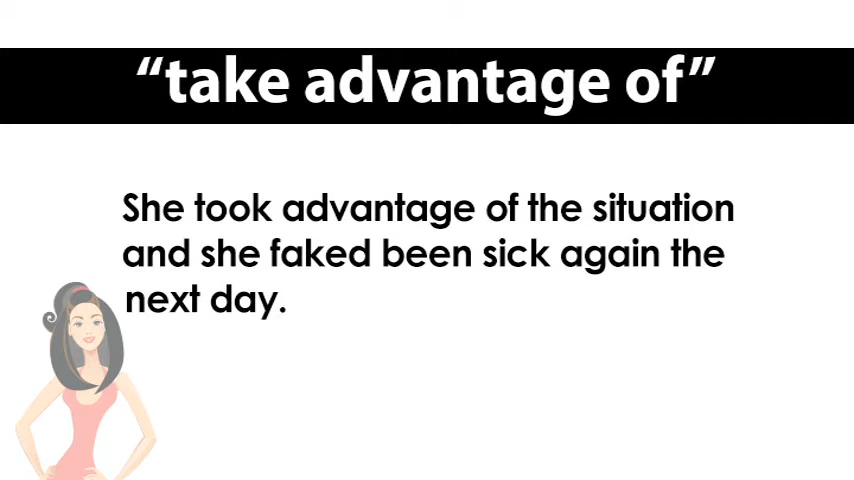 “take advantage of”
She took advantage of the situation
and she faked been sick again the
next day.